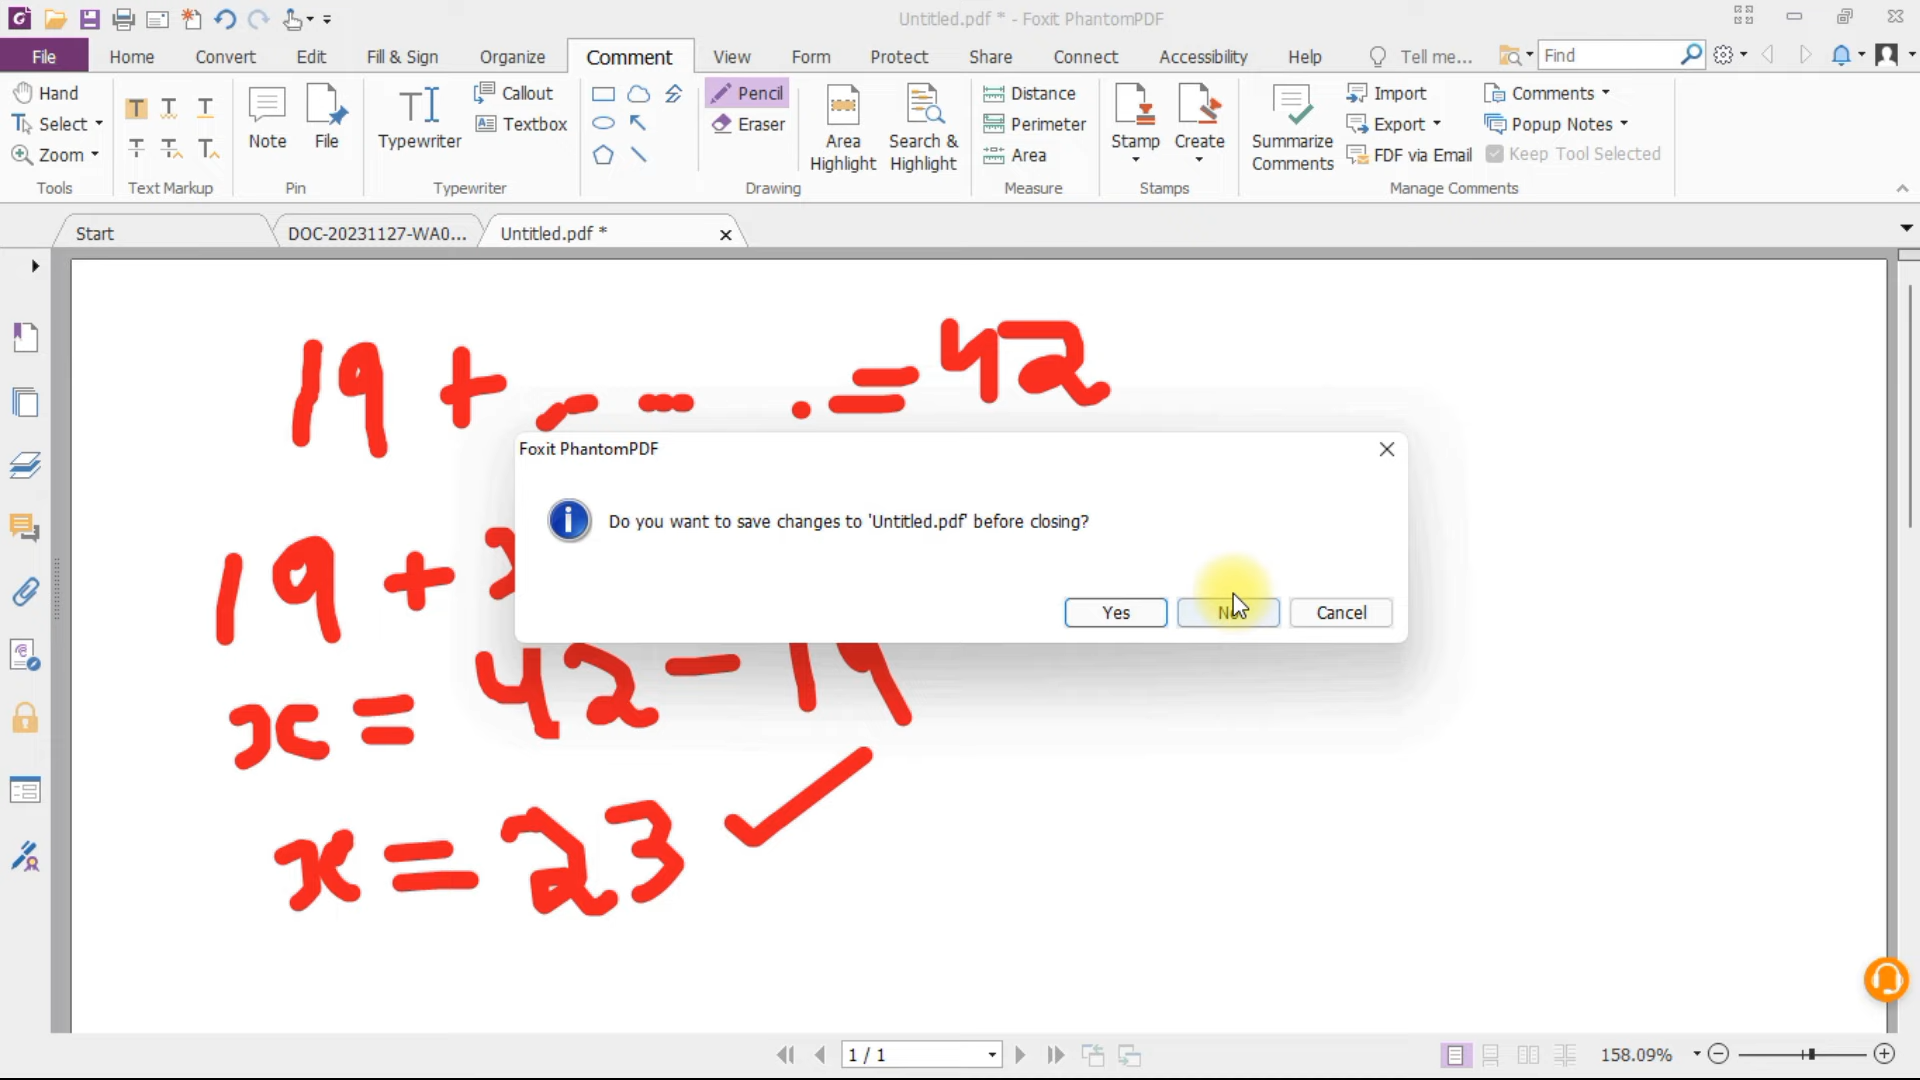 Untitled.pdf * - Foxit PhantomPDF
File Home Convert Edit Fill & Sign Organize Comment View Form Protect Share Connect Accessibility Help Tell me... Find
Hand
Select
Zoom
Tools
Text Markup
Note
File
Pin
Typewriter
Callout
Textbox
Typewriter
Pencil
Eraser
Area Highlight
Search & Highlight
Drawing
Distance
Perimeter
Area
Measure
Stamp
Create
Stamps
Summarize Comments
Import
Export
FDF via Email
Comments
Popup Notes
Keep Tool Selected
Manage Comments
Start
DOC-20231127-WA0...
Untitled.pdf *
19 + ... ... . = 42
Foxit PhantomPDF
Do you want to save changes to 'Untitled.pdf' before closing?
Yes No Cancel
19 + x
x = 42 - 19
x = 23 ✓
1 / 1
158.09%